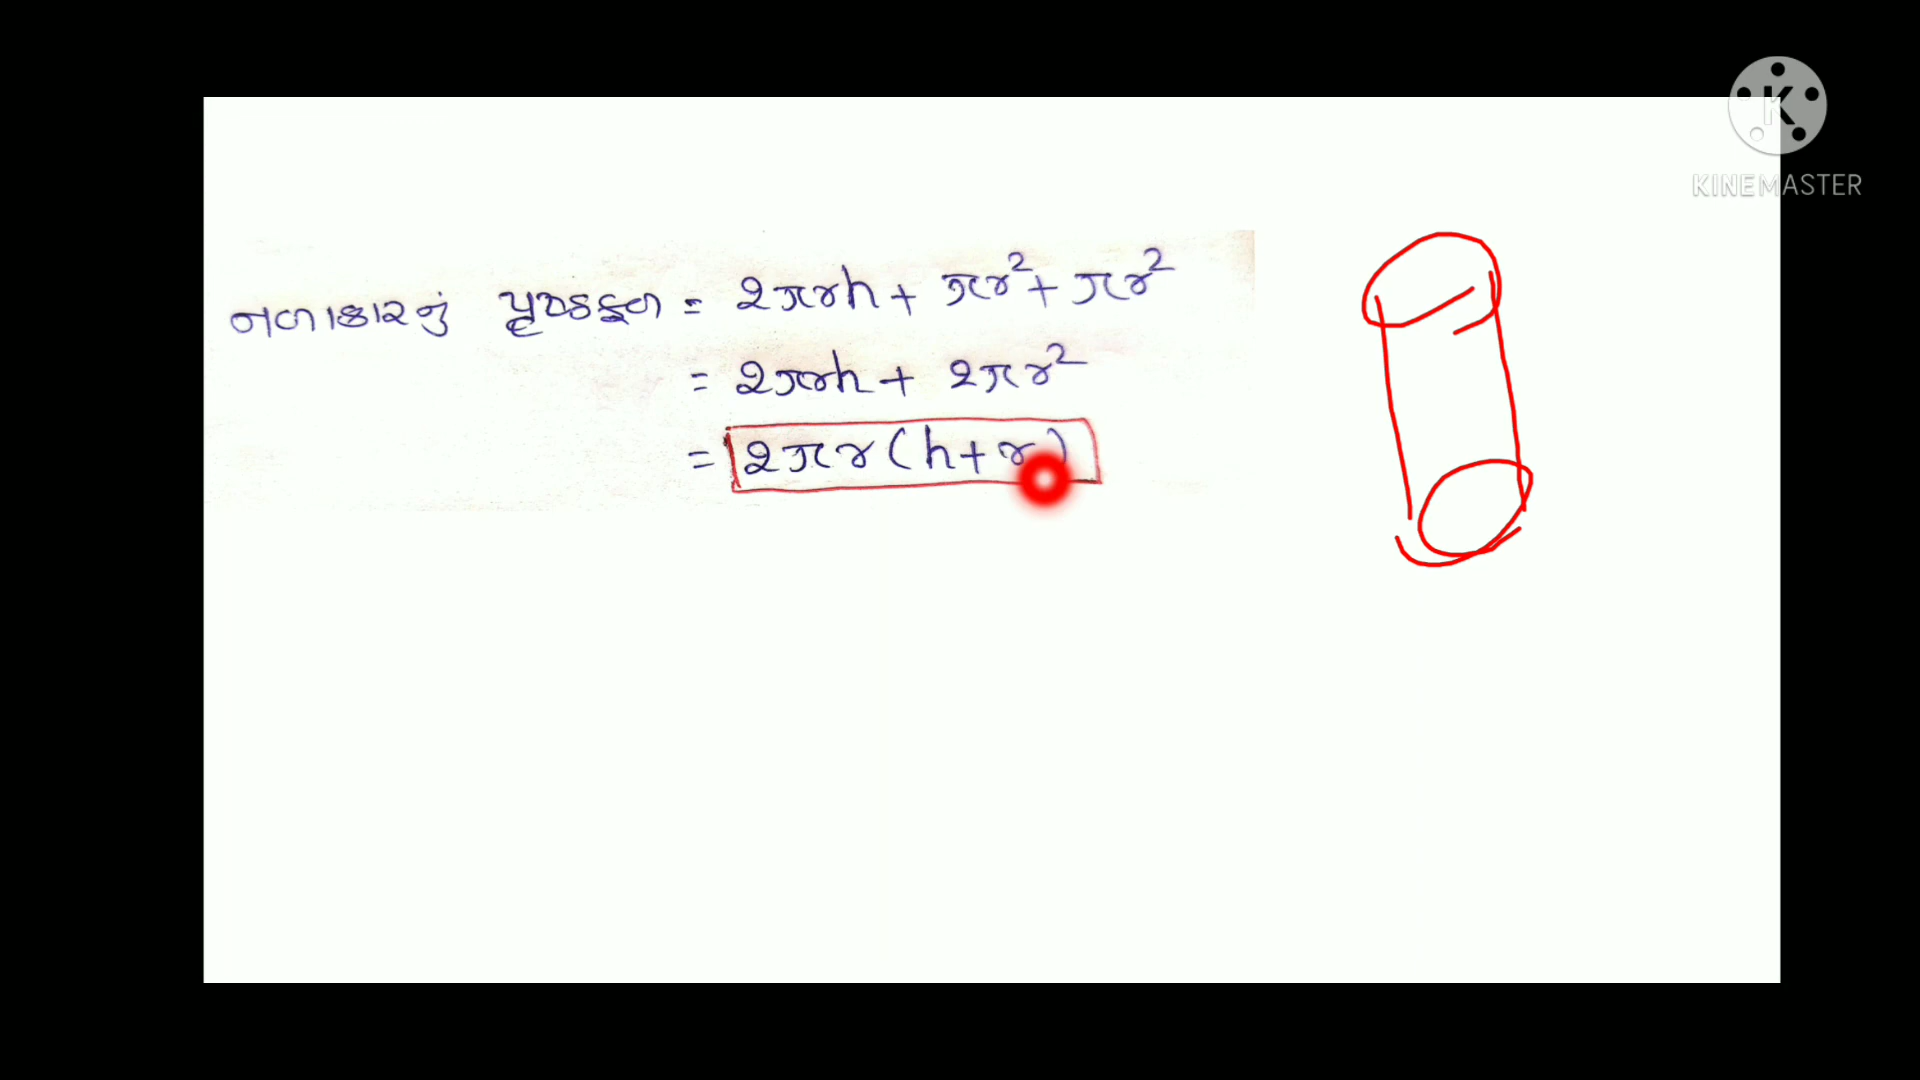 નળાકારનું પૃષ્ઠફળ = 2πrh + πr² + πr²
= 2πrh + 2πr²
= 2πr(h+r)
KINEMASTER